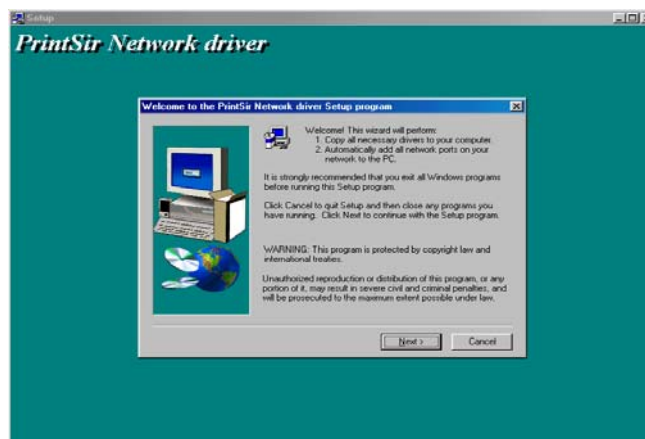 Setup
PrintSir Network driver
Welcome to the PrintSir Network driver Setup program
Welcome! This wizard will perform:
1. Copy all necessary drivers to your computer.
2. Automatically add all network ports on your
network to the PC.
It is strongly recommended that you exit all Windows programs
before running this Setup program.
Click Cancel to quit Setup and then close any programs you
have running. Click Next to continue with the Setup program.
WARNING: This program is protected by copyright law and
international treaties.
Unauthorized reproduction or distribution of this program, or any
portion of it, may result in severe civil and criminal penalties, and
will be prosecuted to the maximum extent possible under law.
Next >
Cancel